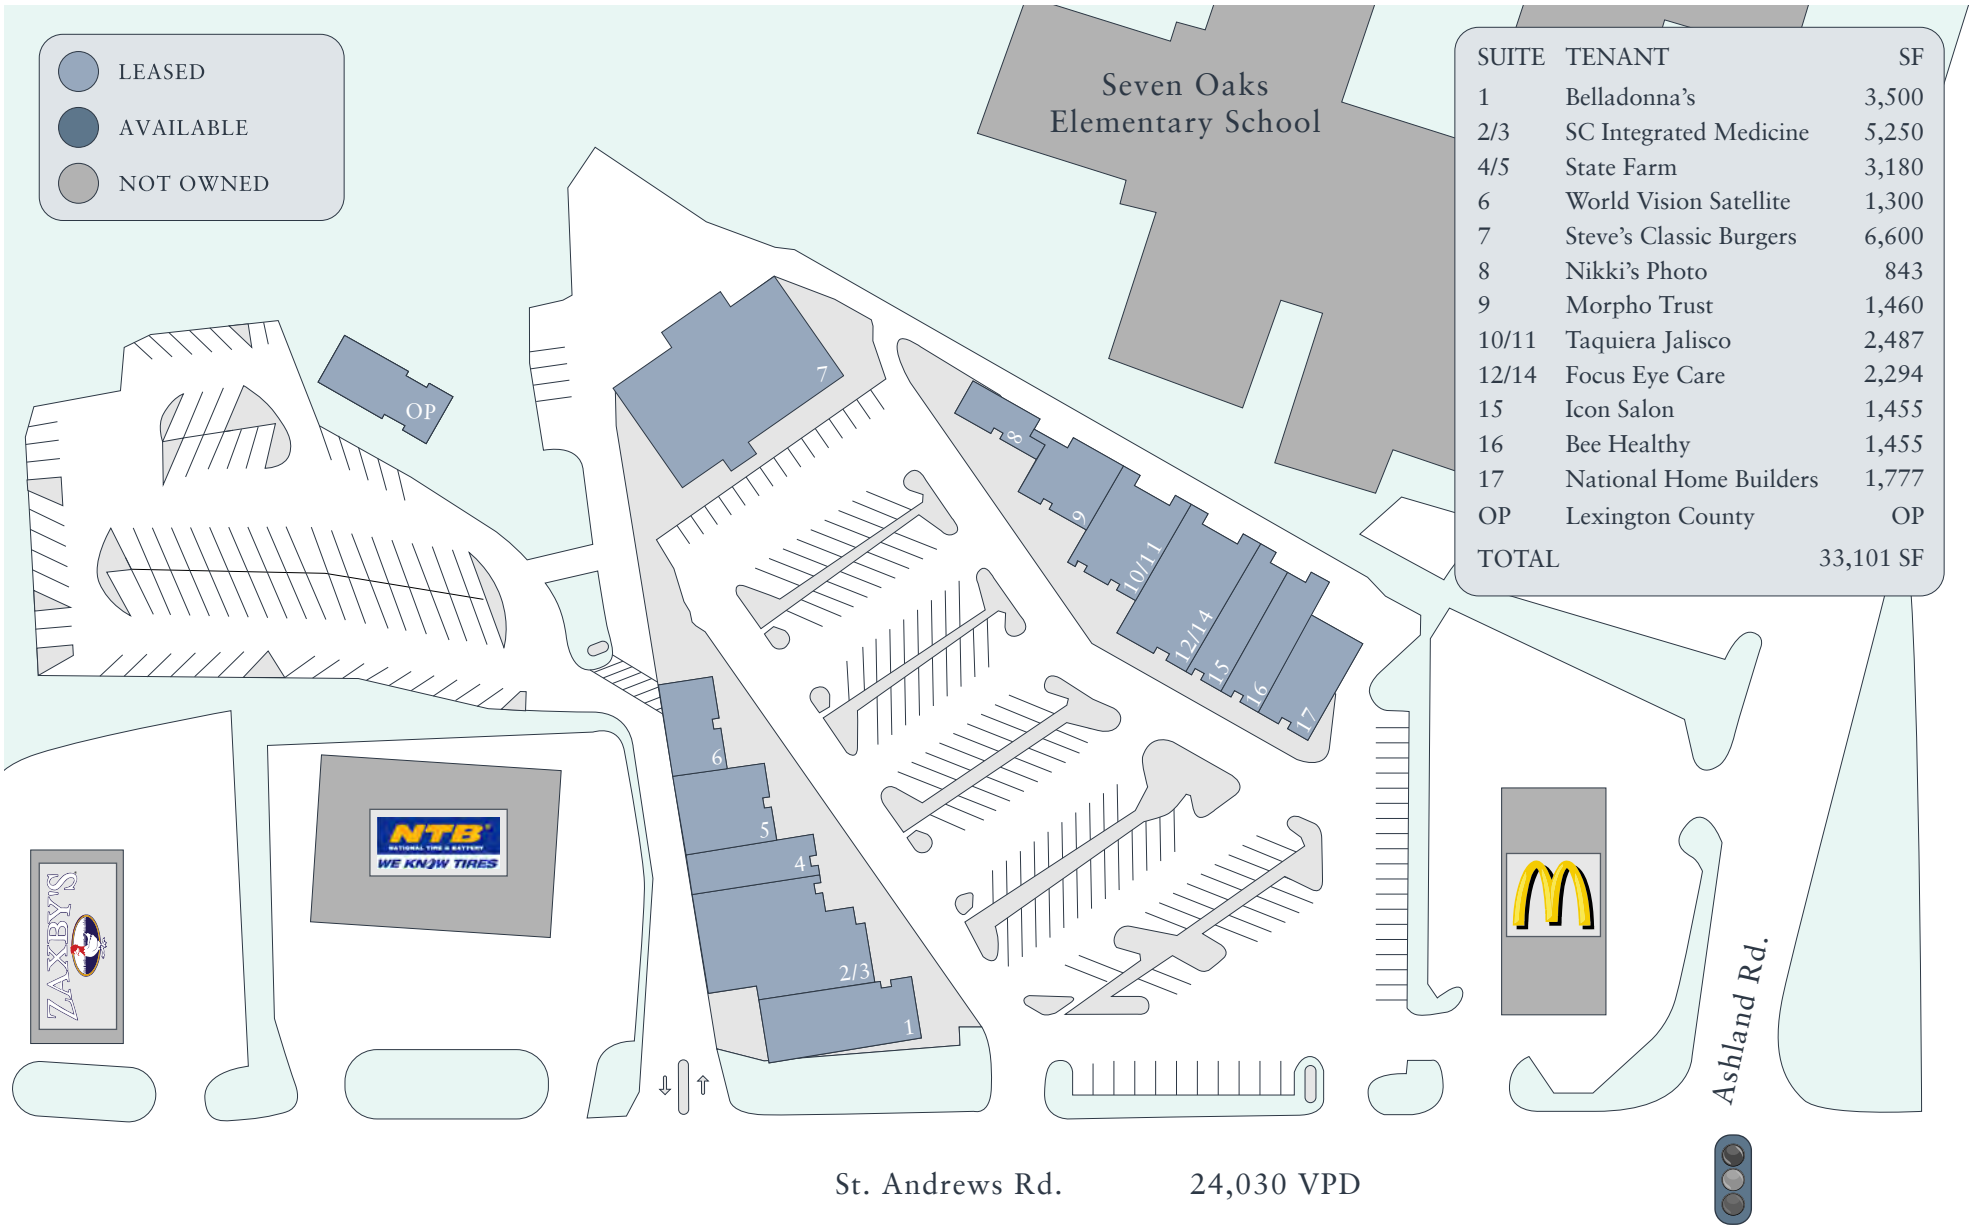 LEASED
AVAILABLE
NOT OWNED
Seven Oaks
Elementary School
SUITE TENANT SF
1 Belladonna’s 3,500
2/3 SC Integrated Medicine 5,250
4/5 State Farm 3,180
6 World Vision Satellite 1,300
7 Steve’s Classic Burgers 6,600
8 Nikki’s Photo 843
9 Morpho Trust 1,460
10/11 Taquiera Jalisco 2,487
12/14 Focus Eye Care 2,294
15 Icon Salon 1,455
16 Bee Healthy 1,455
17 National Home Builders 1,777
OP Lexington County OP
TOTAL 33,101 SF
7
OP
8
9
10/11
12/14
15
16
17
6
5
4
2/3
1
NTB
NATIONAL TIRE & BATTERY
WE KNOW TIRES
ZAXBY'S
Ashland Rd.
St. Andrews Rd. 24,030 VPD